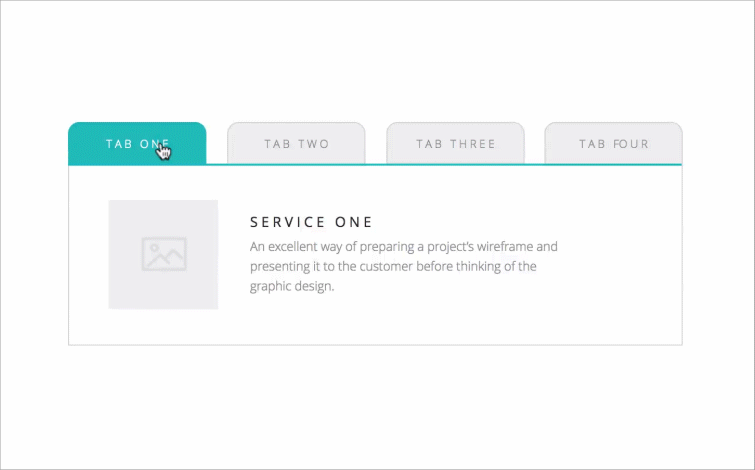 TAB ONE
TAB TWO
TAB THREE
TAB FOUR
SERVICE ONE
An excellent way of preparing a project's wireframe and
presenting it to the customer before thinking of the
graphic design.